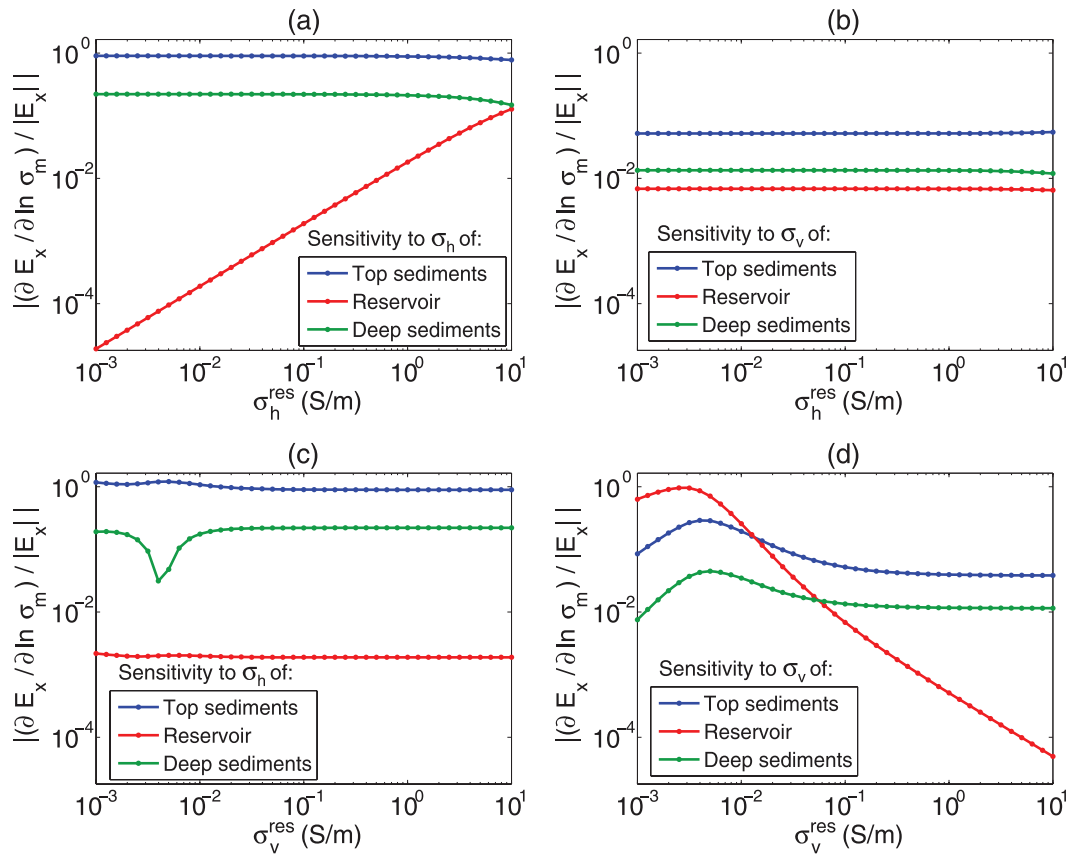 (a)
|(∂ E_x / ∂ ln σ_m) / |E_x| |
10^0
10^-2
10^-4
Sensitivity to σ_h of:
Top sediments
Reservoir
Deep sediments
10^-3 10^-2 10^-1 10^0 10^1
σ_h^res (S/m)
(b)
|(∂ E_x / ∂ ln σ_m) / |E_x| |
10^0
10^-2
10^-4
Sensitivity to σ_v of:
Top sediments
Reservoir
Deep sediments
10^-3 10^-2 10^-1 10^0 10^1
σ_h^res (S/m)
(c)
|(∂ E_x / ∂ ln σ_m) / |E_x| |
10^0
10^-2
10^-4
Sensitivity to σ_h of:
Top sediments
Reservoir
Deep sediments
10^-3 10^-2 10^-1 10^0 10^1
σ_v^res (S/m)
(d)
|(∂ E_x / ∂ ln σ_m) / |E_x| |
10^0
10^-2
10^-4
Sensitivity to σ_v of:
Top sediments
Reservoir
Deep sediments
10^-3 10^-2 10^-1 10^0 10^1
σ_v^res (S/m)